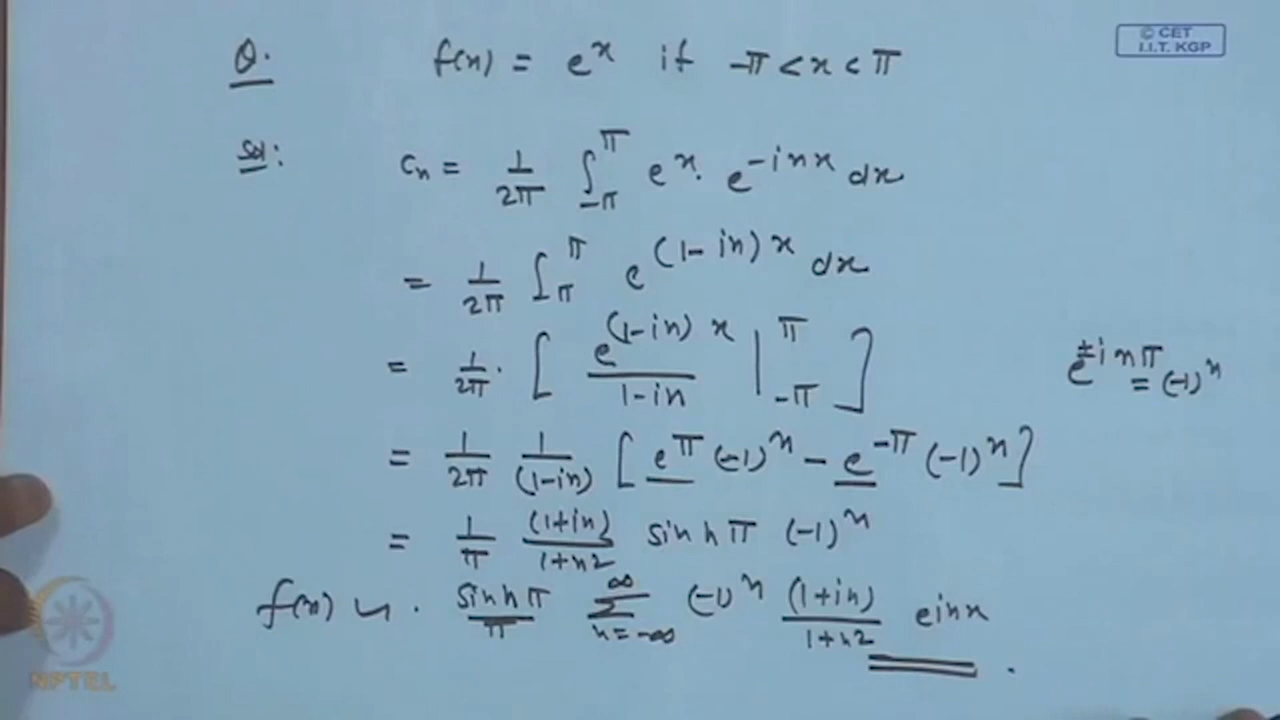 © CET
I.I.T. KGP
Q. f(x) = e^x if -π < x < π
Sol: c_n = 1/2π ∫_{-π}^{π} e^x · e^{-inx} dx
= 1/2π ∫_{-π}^{π} e^{(1-in)x} dx
= 1/2π · [ e^{(1-in)x}/(1-in) |_{-π}^{π} ]
e^{±inπ} = (-1)^n
= 1/2π 1/(1-in) [ e^π (-1)^n - e^{-π} (-1)^n ]
= 1/π (1+in)/(1+n²) sinh π (-1)^n
f(x) ~ · sinh π/π Σ_{n=-∞}^{∞} (-1)^n (1+in)/(1+n²) e^{inx} .
NPTEL